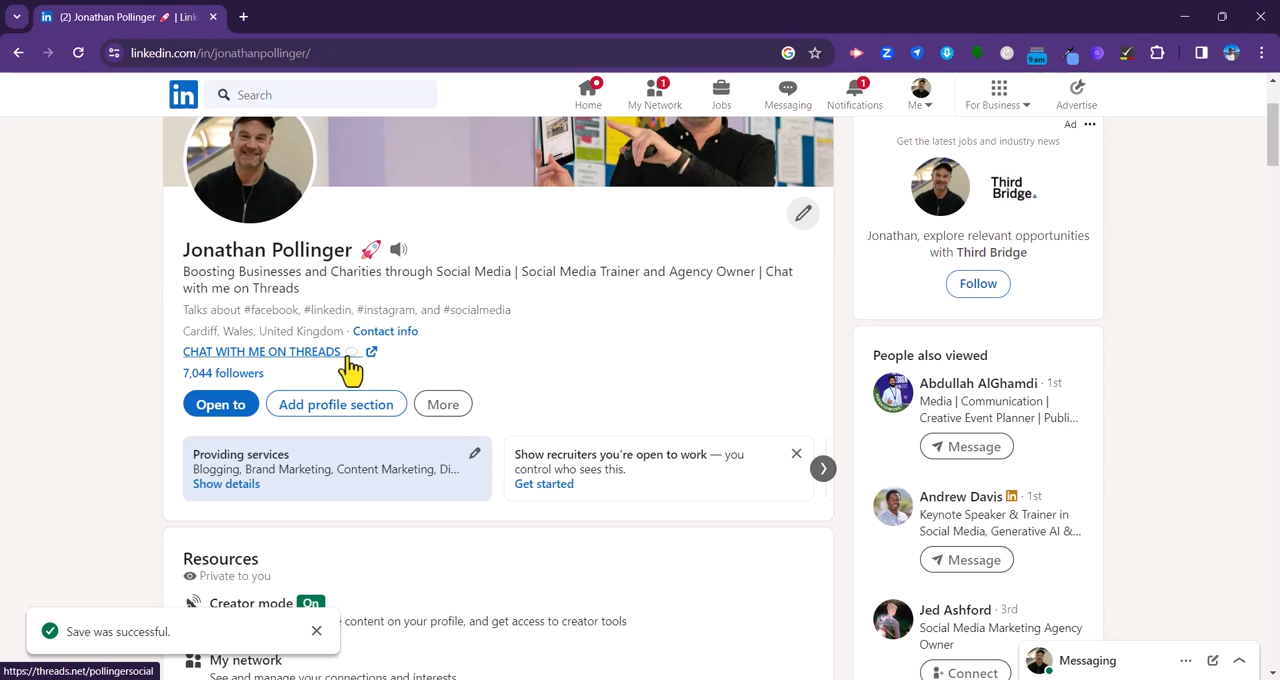 (2) Jonathan Pollinger 🚀 | Link
linkedin.com/in/jonathanpollinger/
9am
in
Search
Home
1
My Network
Jobs
Messaging
1
Notifications
Me
For Business
Advertise
Jonathan Pollinger 🚀
Boosting Businesses and Charities through Social Media | Social Media Trainer and Agency Owner | Chat
with me on Threads
Talks about #facebook, #linkedin, #instagram, and #socialmedia
Cardiff, Wales, United Kingdom · Contact info
CHAT WITH ME ON THREADS
7,044 followers
Open to
Add profile section
More
Providing services
Blogging, Brand Marketing, Content Marketing, Di...
Show details
Show recruiters you're open to work — you
control who sees this.
Get started
Resources
Private to you
Creator mode On
content on your profile, and get access to creator tools
My network
See and manage your connections and interests
Save was successful.
https://threads.net/pollingersocial
Ad
Get the latest jobs and industry news
Third
Bridge.
Jonathan, explore relevant opportunities
with Third Bridge
Follow
People also viewed
Abdullah AlGhamdi · 1st
Media | Communication |
Creative Event Planner | Publi...
Message
Andrew Davis in · 1st
Keynote Speaker & Trainer in
Social Media, Generative AI &...
Message
Jed Ashford · 3rd
Social Media Marketing Agency
Owner
Connect
Messaging